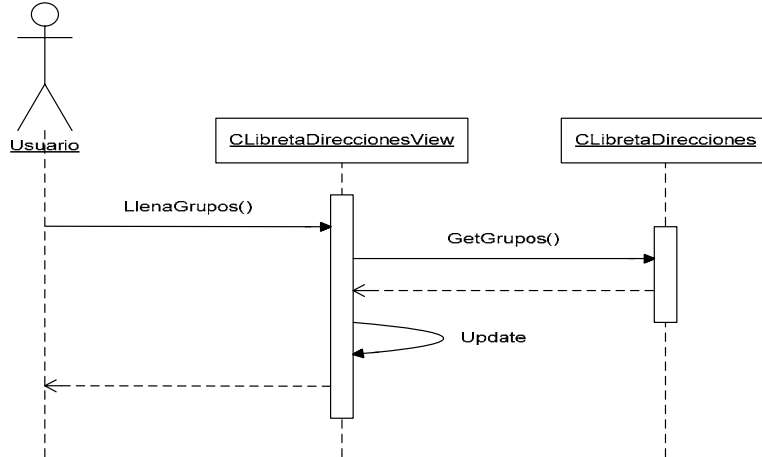 Usuario
CLibretaDireccionesView
CLibretaDirecciones
LlenaGrupos()
GetGrupos()
Update